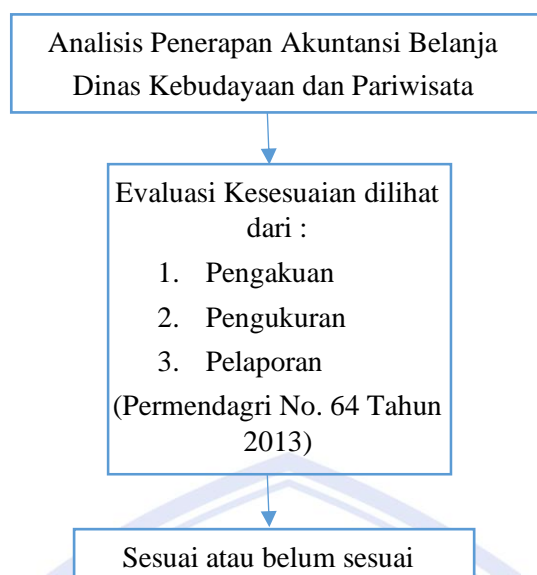 Analisis Penerapan Akuntansi Belanja
Dinas Kebudayaan dan Pariwisata
Evaluasi Kesesuaian dilihat
dari :
1. Pengakuan
2. Pengukuran
3. Pelaporan
(Permendagri No. 64 Tahun
2013)
Sesuai atau belum sesuai